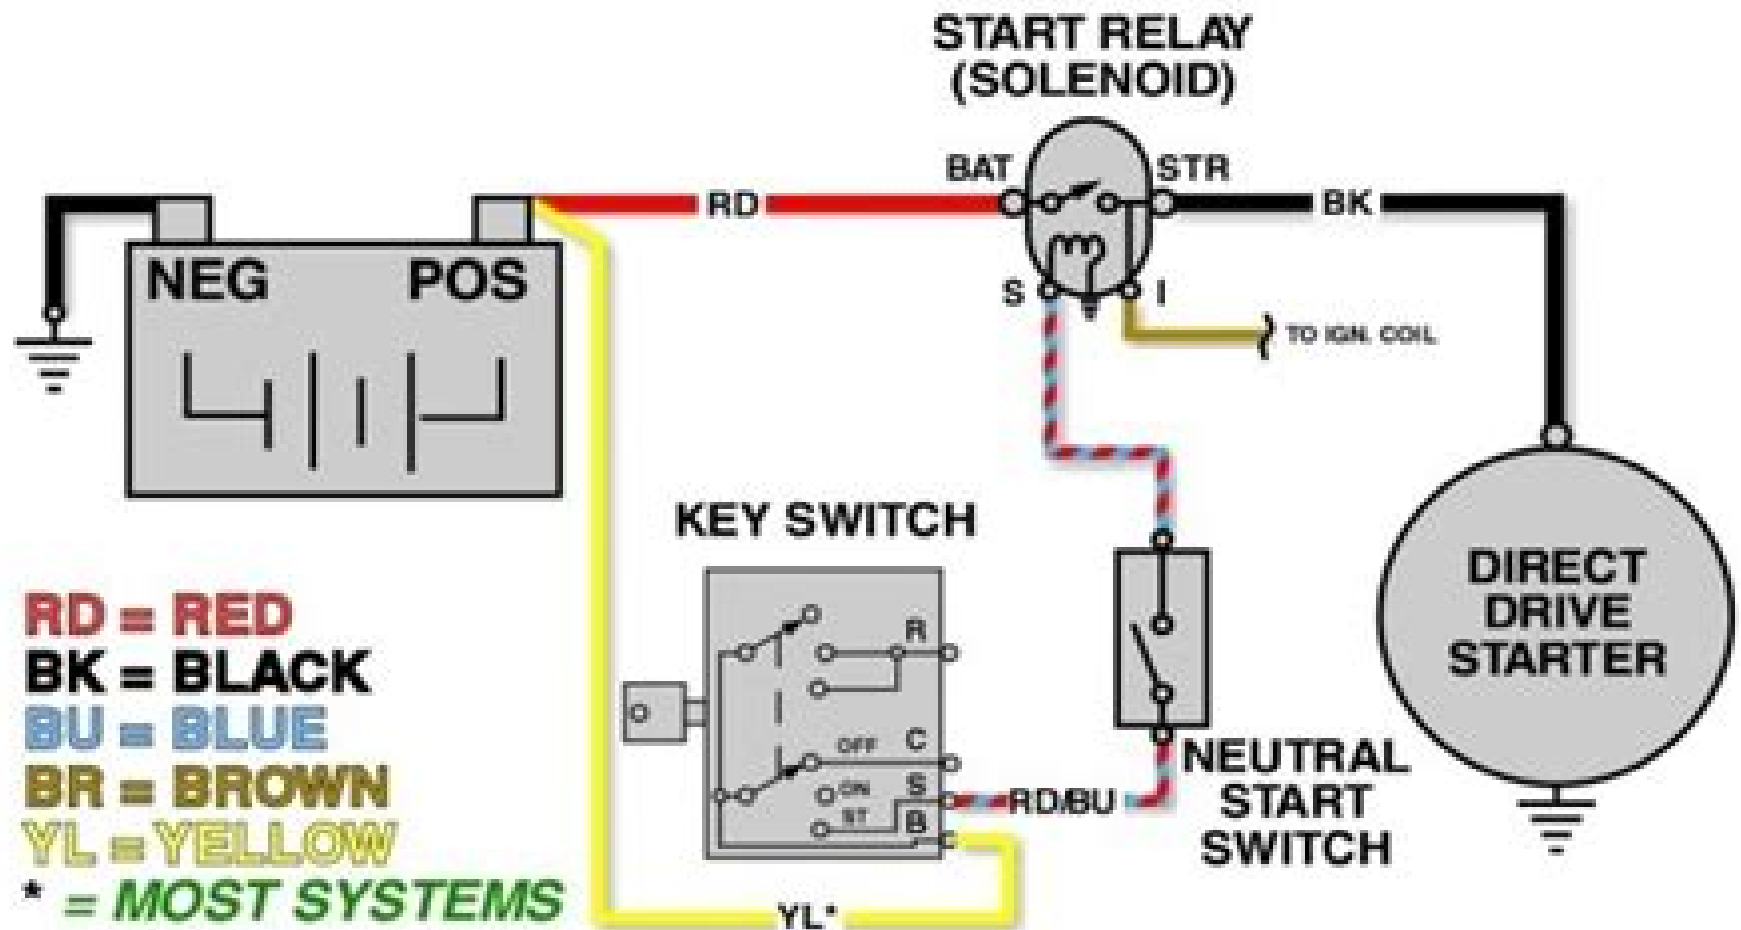 START RELAY
(SOLENOID)
BAT
STR
RD
BK
NEG
POS
S
I
TO IGN. COIL
KEY SWITCH
R
OFF
C
ON
S
ST
B
RD/BU
YL*
NEUTRAL
START
SWITCH
DIRECT
DRIVE
STARTER
RD = RED
BK = BLACK
BU = BLUE
BR = BROWN
YL = YELLOW
* = MOST SYSTEMS